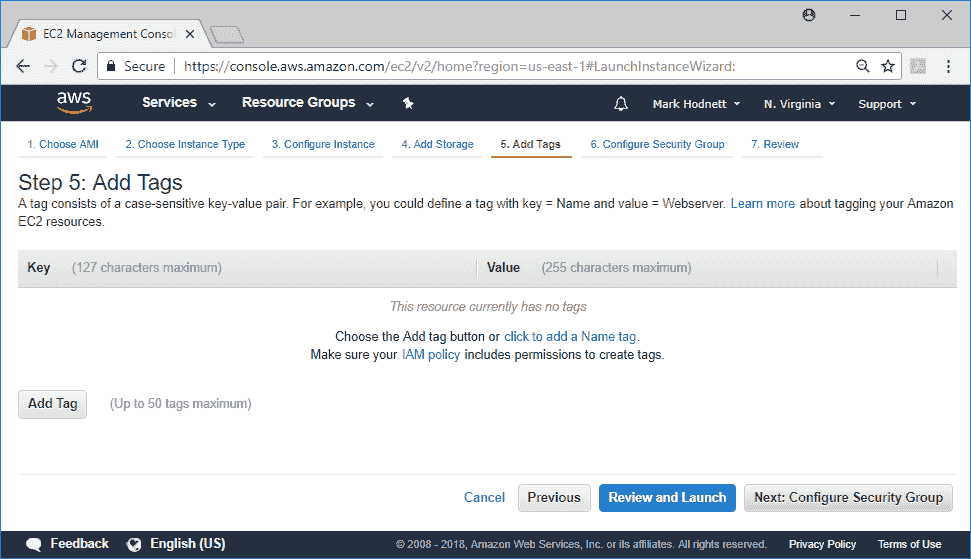 EC2 Management Consol
Secure https://console.aws.amazon.com/ec2/v2/home?region=us-east-1#LaunchInstanceWizard:
aws Services Resource Groups Mark Hodnett N. Virginia Support
1. Choose AMI 2. Choose Instance Type 3. Configure Instance 4. Add Storage 5. Add Tags 6. Configure Security Group 7. Review
Step 5: Add Tags
A tag consists of a case-sensitive key-value pair. For example, you could define a tag with key = Name and value = Webserver. Learn more about tagging your Amazon
EC2 resources.
Key (127 characters maximum) Value (255 characters maximum)
This resource currently has no tags
Choose the Add tag button or click to add a Name tag.
Make sure your IAM policy includes permissions to create tags.
Add Tag (Up to 50 tags maximum)
Cancel Previous Review and Launch Next: Configure Security Group
Feedback English (US) © 2008 - 2018, Amazon Web Services, Inc. or its affiliates. All rights reserved. Privacy Policy Terms of Use